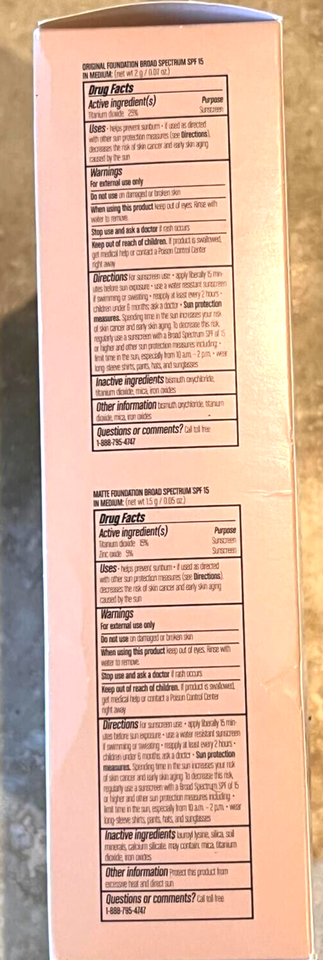 ORIGINAL FOUNDATION BROAD SPECTRUM SPF 15
IN MEDIUM: (net wt 2 g / 0.07 oz.)
Drug Facts
Active ingredient(s) Purpose
Titanium dioxide 25% Sunscreen
Uses • helps prevent sunburn • if used as directed
with other sun protection measures (see Directions),
decreases the risk of skin cancer and early skin aging
caused by the sun
Warnings
For external use only
Do not use on damaged or broken skin
When using this product keep out of eyes. Rinse with
water to remove.
Stop use and ask a doctor if rash occurs
Keep out of reach of children. If product is swallowed,
get medical help or contact a Poison Control Center
right away
Directions For sunscreen use: • apply liberally 15 min-
utes before sun exposure • use a water resistant sunscreen
if swimming or sweating • reapply at least every 2 hours •
children under 6 months: ask a doctor • Sun protection
measures. Spending time in the sun increases your risk
of skin cancer and early skin aging. To decrease this risk,
regularly use a sunscreen with a Broad Spectrum SPF of 15
or higher and other sun protection measures including: •
limit time in the sun, especially from 10 a.m. - 2 p.m. • wear
long-sleeve shirts, pants, hats, and sunglasses
Inactive ingredients bismuth oxychloride,
titanium dioxide, mica, iron oxides
Other information bismuth oxychloride, titanium
dioxide, mica, iron oxides
Questions or comments? Call toll free
1-888-795-4747
MATTE FOUNDATION BROAD SPECTRUM SPF 15
IN MEDIUM: (net wt 1.5 g / 0.05 oz.)
Drug Facts
Active ingredient(s) Purpose
Titanium dioxide 15% Sunscreen
Zinc oxide 5% Sunscreen
Uses • helps prevent sunburn • if used as directed
with other sun protection measures (see Directions),
decreases the risk of skin cancer and early skin aging
caused by the sun
Warnings
For external use only
Do not use on damaged or broken skin
When using this product keep out of eyes. Rinse with
water to remove.
Stop use and ask a doctor if rash occurs
Keep out of reach of children. If product is swallowed,
get medical help or contact a Poison Control Center
right away
Directions For sunscreen use: • apply liberally 15 min-
utes before sun exposure • use a water resistant sunscreen
if swimming or sweating • reapply at least every 2 hours •
children under 6 months: ask a doctor • Sun protection
measures. Spending time in the sun increases your risk
of skin cancer and early skin aging. To decrease this risk,
regularly use a sunscreen with a Broad Spectrum SPF of 15
or higher and other sun protection measures including: •
limit time in the sun, especially from 10 a.m. - 2 p.m. • wear
long-sleeve shirts, pants, hats, and sunglasses
Inactive ingredients lauroyl lysine, silica, soil
minerals, calcium silicate. may contain: mica, titanium
dioxide, iron oxides
Other information Protect this product from
excessive heat and direct sun
Questions or comments? Call toll free
1-888-795-4747